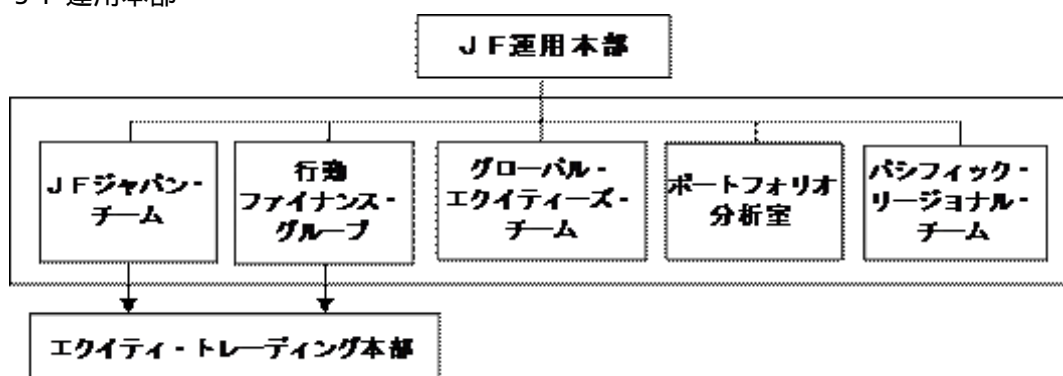 JF運用本部
JFジャパン・
チーム
行動
ファイナンス・
グループ
グローバル・
エクイティーズ・
チーム
ポートフォリオ
分析室
パシフィック・
リージョナル・
チーム
エクイティ・トレーディング本部